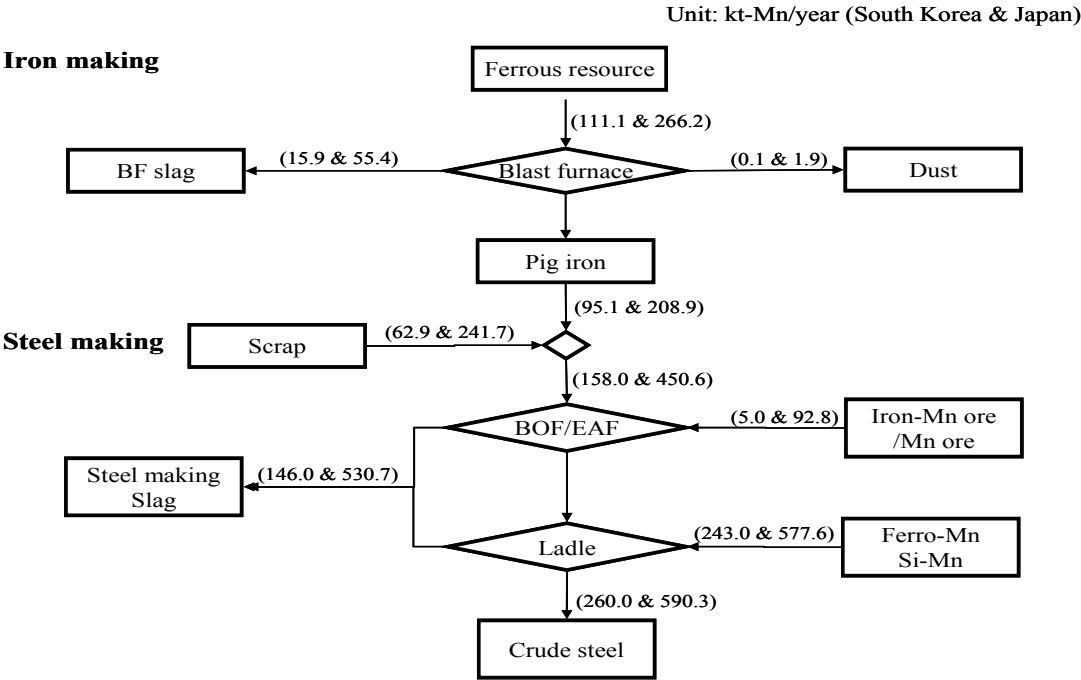 Unit: kt-Mn/year (South Korea & Japan)
Iron making
Ferrous resource
(111.1 & 266.2)
BF slag
(15.9 & 55.4)
Blast furnace
(0.1 & 1.9)
Dust
Pig iron
(95.1 & 208.9)
Steel making
Scrap
(62.9 & 241.7)
(158.0 & 450.6)
BOF/EAF
(5.0 & 92.8)
Iron-Mn ore
/Mn ore
Steel making
Slag
(146.0 & 530.7)
Ladle
(243.0 & 577.6)
Ferro-Mn
Si-Mn
(260.0 & 590.3)
Crude steel